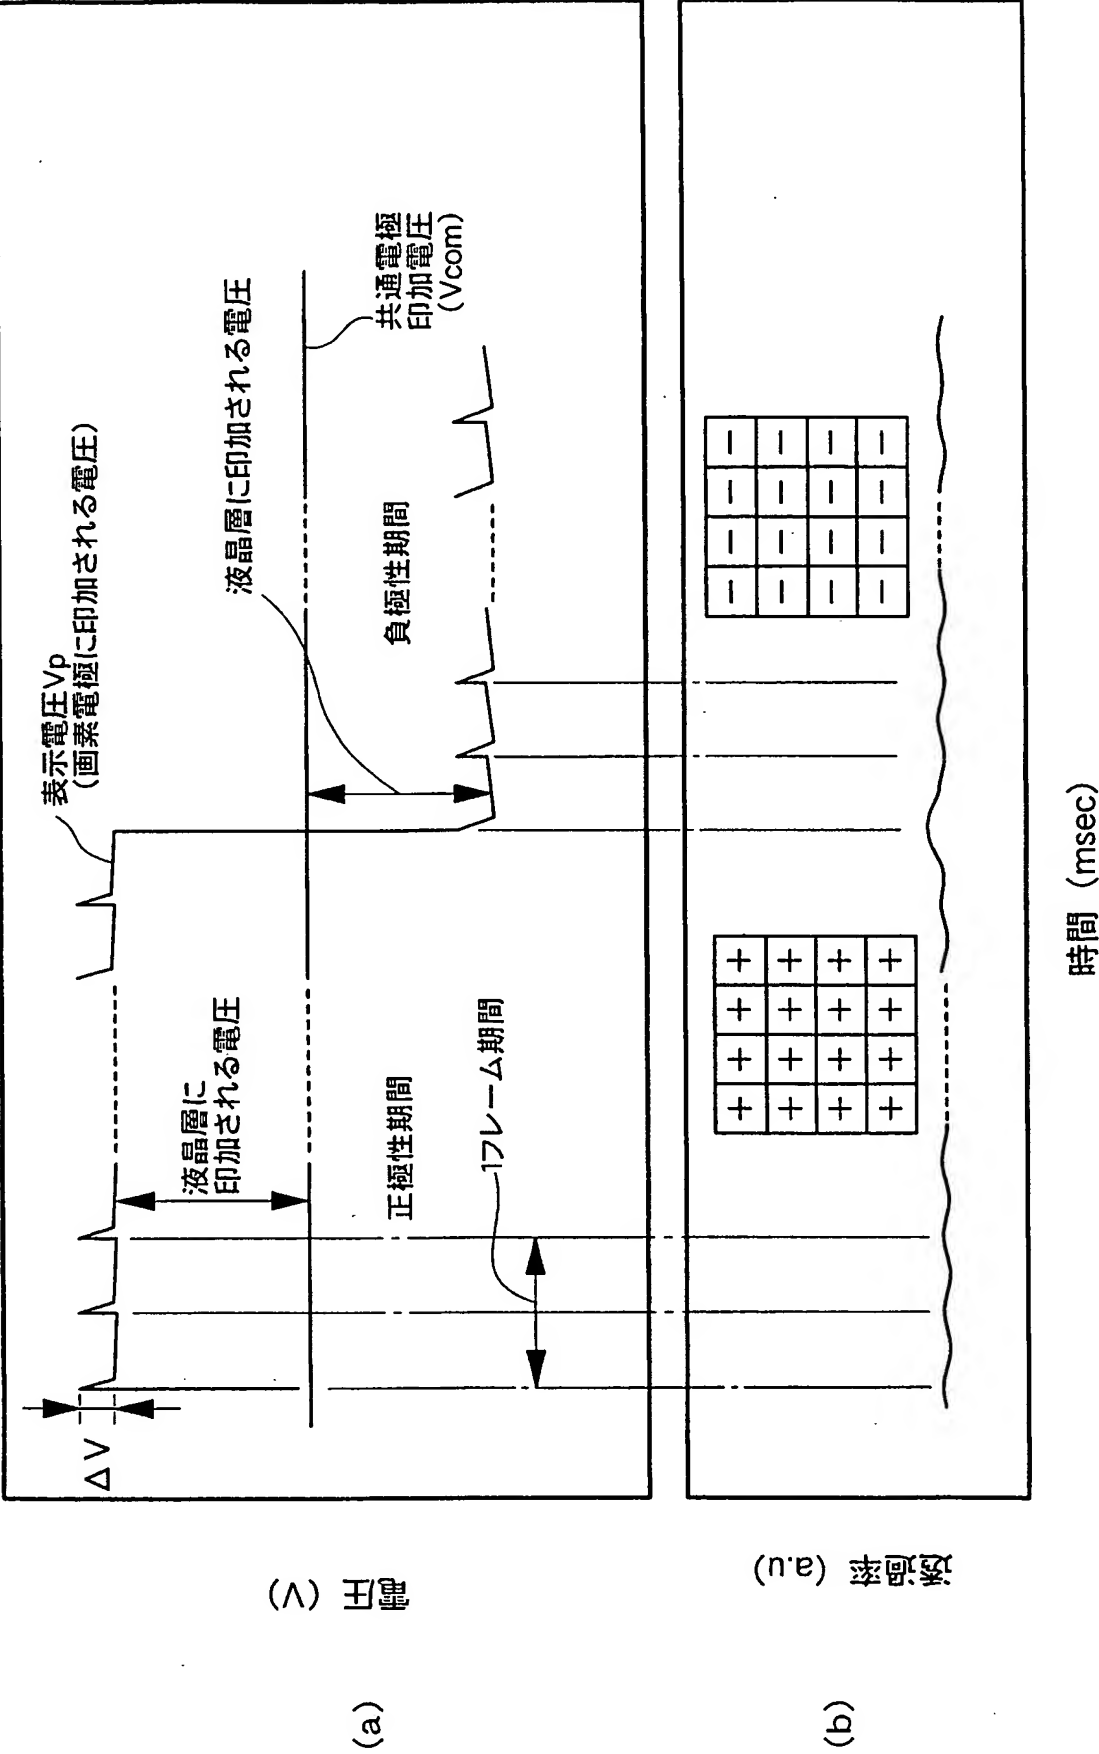 (a)
電圧 (V)
ΔV
表示電圧Vp
(画素電極に印加される電圧)
液晶層に
印加される電圧
液晶層に印加される電圧
共通電極
印加電圧
(Vcom)
正極性期間
負極性期間
1フレーム期間
(b)
透過率 (a.u)
+ + + +
+ + + +
+ + + +
+ + + +
− − − −
− − − −
− − − −
− − − −
時間 (msec)